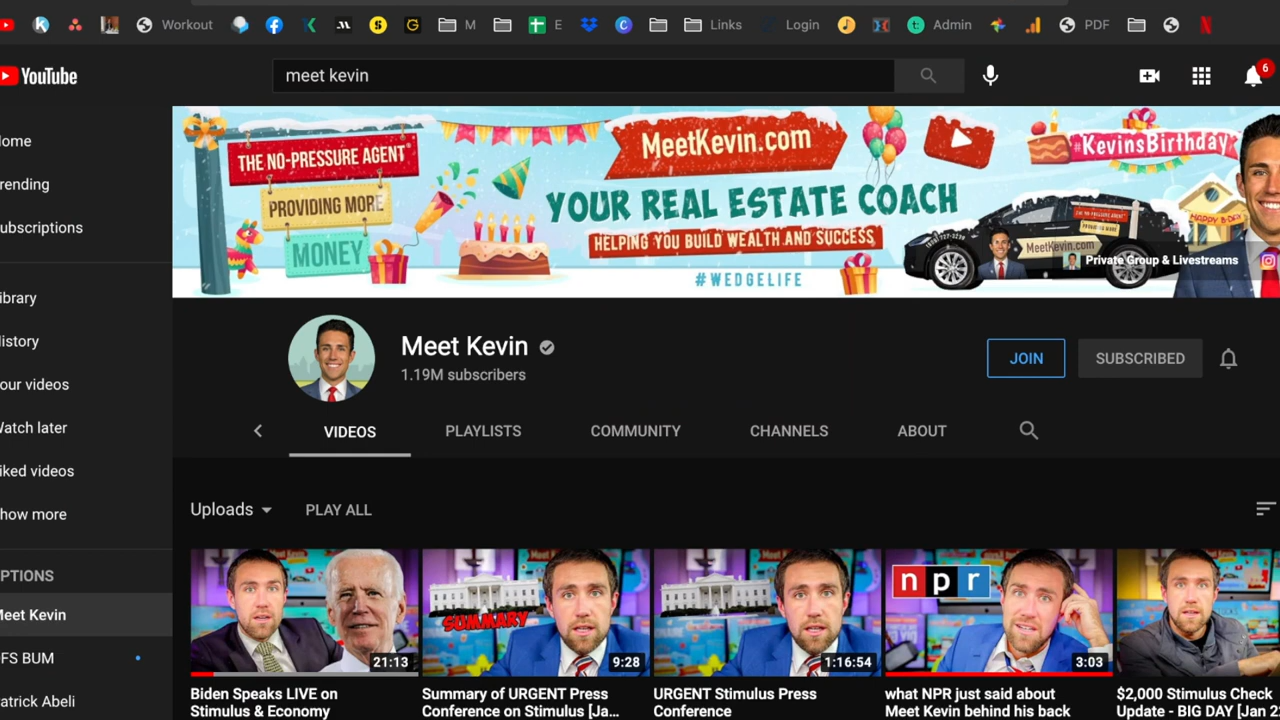 Workout
M
E
Links
Login
Admin
PDF
YouTube
meet kevin
6
ome
rending
ubscriptions
ibrary
istory
our videos
atch later
iked videos
how more
PTIONS
eet Kevin
FS BUM
atrick Abeli
THE NO-PRESSURE AGENT
PROVIDING MORE
MONEY
MeetKevin.com
YOUR REAL ESTATE COACH
HELPING YOU BUILD WEALTH AND SUCCESS
#WEDGELIFE
#KevinsBirthday
HAPPY B-DAY
MeetKevin.com
Private Group & Livestreams
Meet Kevin
1.19M subscribers
JOIN
SUBSCRIBED
VIDEOS
PLAYLISTS
COMMUNITY
CHANNELS
ABOUT
Uploads
PLAY ALL
21:13
SUMMARY
9:28
1:16:54
npr
3:03
Biden Speaks LIVE on
Stimulus & Economy
Summary of URGENT Press
Conference on Stimulus [Ja...
URGENT Stimulus Press
Conference
what NPR just said about
Meet Kevin behind his back
$2,000 Stimulus Check
Update - BIG DAY [Jan 2